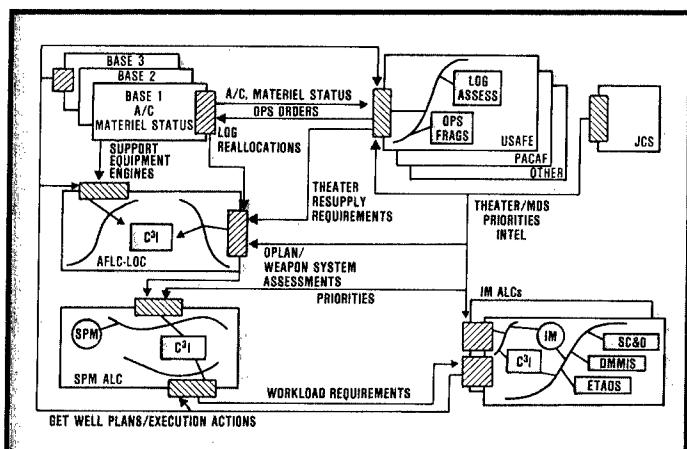 BASE 3
BASE 2
BASE 1
A/C
MATERIEL STATUS
A/C, MATERIEL STATUS
OPS ORDERS
LOG
REALLOCATIONS
LOG
ASSESS
OPS
FRAGS
USAFE
PACAF
OTHER
JCS
SUPPORT
EQUIPMENT
ENGINES
THEATER
RESUPPLY
REQUIREMENTS
THEATER/MDS
PRIORITIES
INTEL
C³I
AFLC-LOC
OPLAN/
WEAPON SYSTEM
ASSESSMENTS
PRIORITIES
IM ALCs
SPM
C³I
SPM ALC
IM
C³I
SC&D
DMMIS
ETADS
WORKLOAD REQUIREMENTS
GET WELL PLANS/EXECUTION ACTIONS